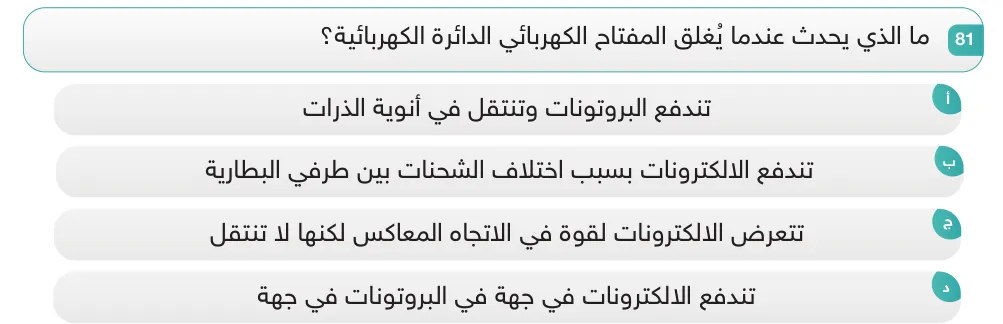 81 ما الذي يحدث عندما يُغلق المفتاح الكهربائي الدائرة الكهربائية؟
أ تندفع البروتونات وتنتقل في أنوية الذرات
ب تندفع الالكترونات بسبب اختلاف الشحنات بين طرفي البطارية
ج تتعرض الالكترونات لقوة في الاتجاه المعاكس لكنها لا تنتقل
د تندفع الالكترونات في جهة في البروتونات في جهة